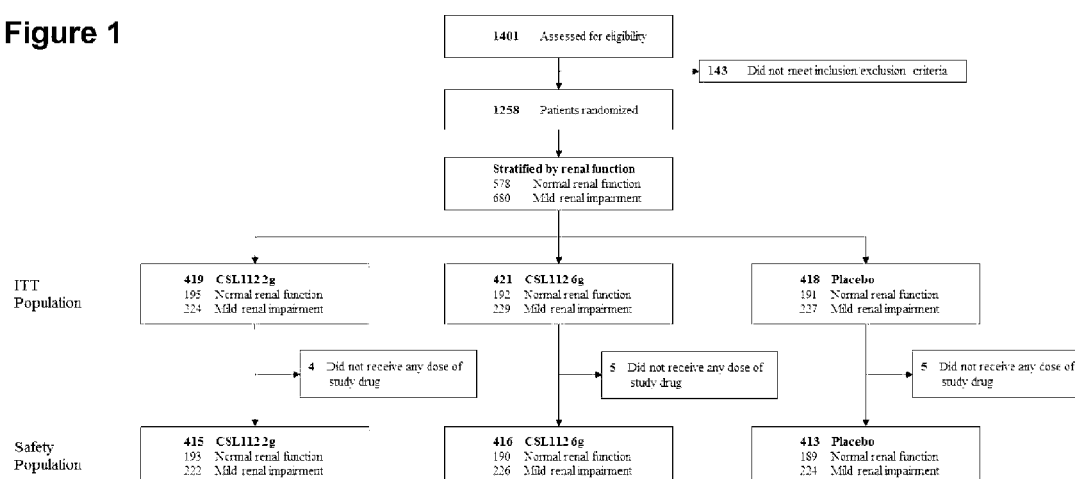 Figure 1
1401 Assessed for eligibility
143 Did not meet inclusion/exclusion criteria
1258 Patients randomized
Stratified by renal function
578 Normal renal function
680 Mild renal impairment
ITT
Population
419 CSL112 2g
195 Normal renal function
224 Mild renal impairment
421 CSL112 6g
192 Normal renal function
229 Mild renal impairment
418 Placebo
191 Normal renal function
227 Mild renal impairment
4 Did not receive any dose of
study drug
5 Did not receive any dose of
study drug
5 Did not receive any dose of
study drug
Safety
Population
415 CSL112 2g
193 Normal renal function
222 Mild renal impairment
416 CSL112 6g
190 Normal renal function
226 Mild renal impairment
413 Placebo
189 Normal renal function
224 Mild renal impairment